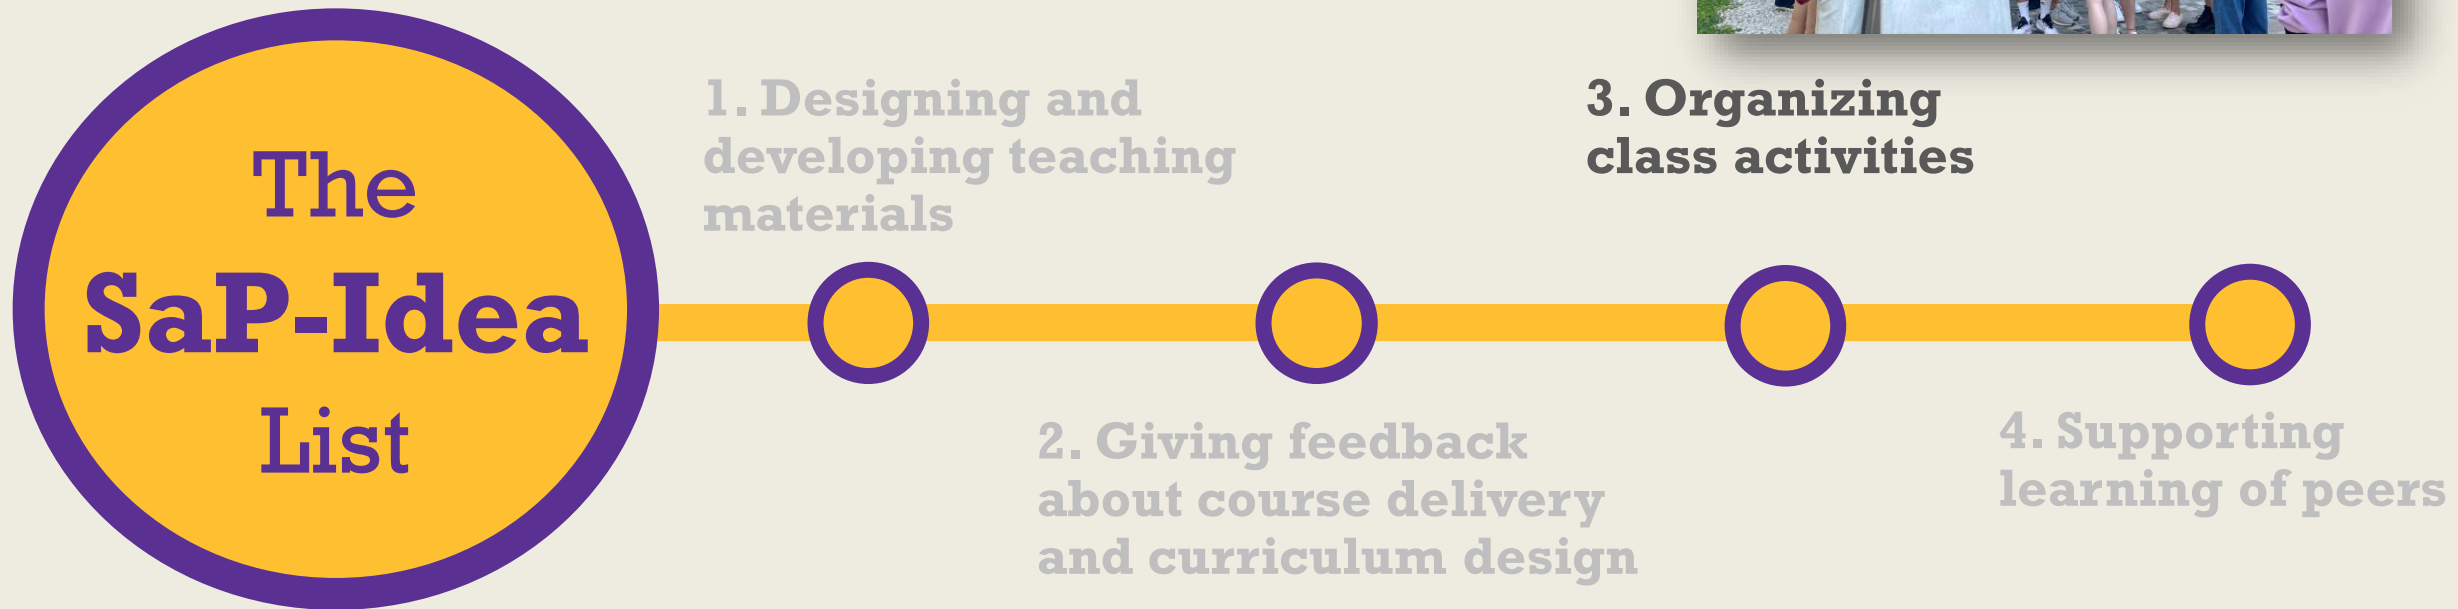 The
SaP-Idea
List
1. Designing and
developing teaching
materials
2. Giving feedback
about course delivery
and curriculum design
3. Organizing
class activities
4. Supporting
learning of peers